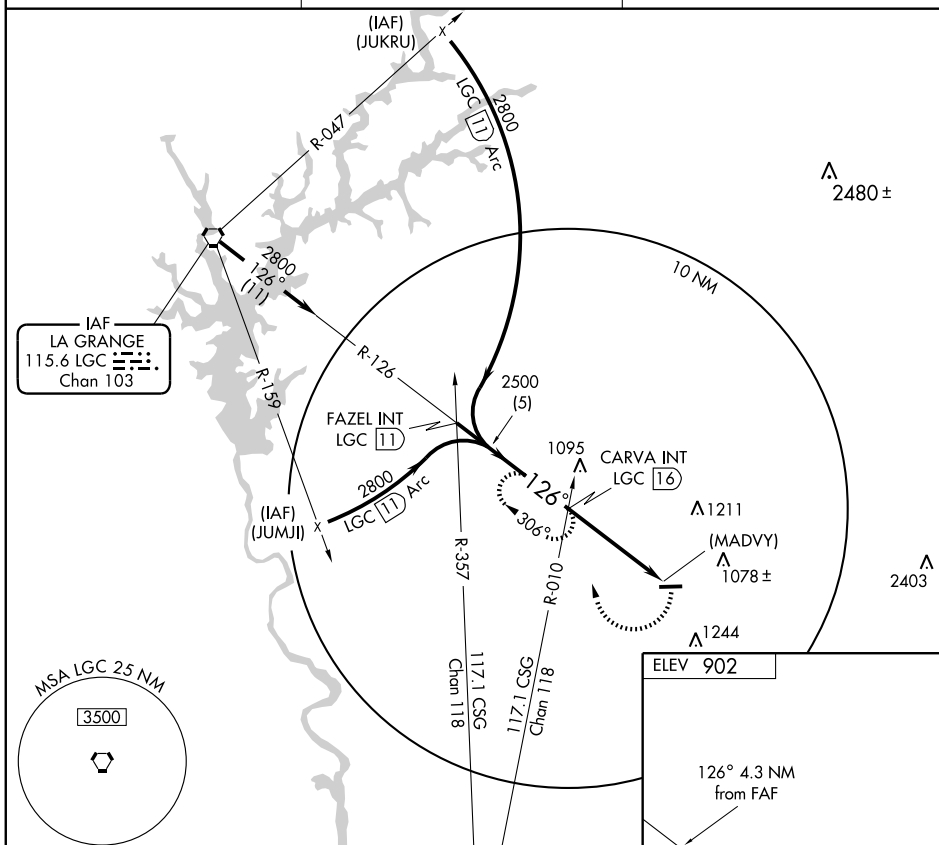 (IAF)
(JUKRU)
X
LGC 11 Arc
2800
R-047
2480 ±
10 NM
2800
126°
(11)
IAF
LA GRANGE
115.6 LGC
Chan 103
R-159
R-126
2500
(5)
FAZEL INT
LGC 11
2800
LGC 11 Arc
(IAF)
(JUMJI)
X
1095
CARVA INT
LGC 16
126°
306°
1211
(MADVY)
1078 ±
2403
R-357
R-010
1244
117.1 CSG
Chan 118
117.1 CSG
Chan 118
MSA LGC 25 NM
3500
ELEV 902
126° 4.3 NM
from FAF